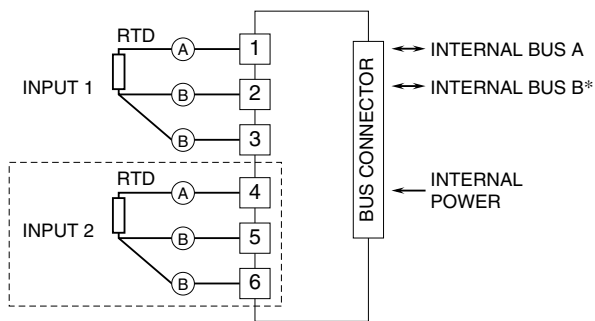 RTD
A
1
INPUT 1
B
2
B
3
RTD
A
4
INPUT 2
B
5
B
6
BUS CONNECTOR
INTERNAL BUS A
INTERNAL BUS B*
INTERNAL
POWER